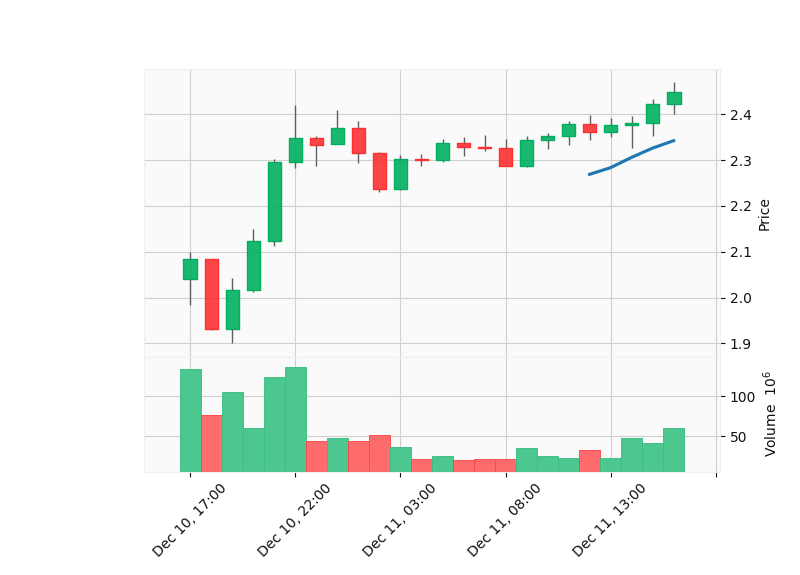 2.4
2.3
2.2
2.1
2.0
1.9
Price
100
50
Volume 10^6
Dec 10, 17:00
Dec 10, 22:00
Dec 11, 03:00
Dec 11, 08:00
Dec 11, 13:00